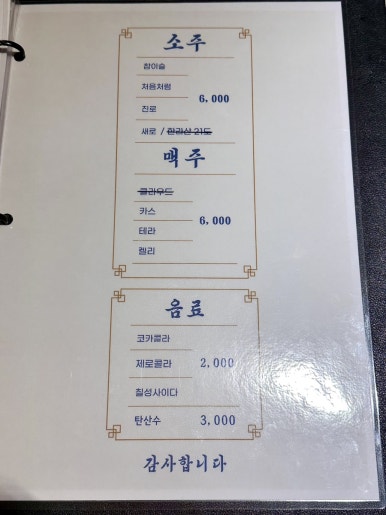 소주
참이슬
처음처럼
6,000
진로
새로 / 한라산 21도
맥주
클라우드
카스
6,000
테라
켈리
음료
코카콜라
제로콜라 2,000
칠성사이다
탄산수 3,000
감사합니다